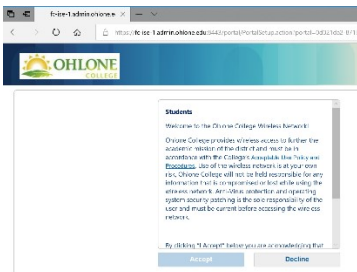 fc-ise-1.admin.ohlone.e
https://fc-ise-1.admin.ohlone.edu:8443/portal/PortalSetup.action?portal=
OHLONE
COLLEGE
Students
Welcome to the Ohlone College Wireless Network!
Ohlone College provides wireless access to further the
academic mission of the district and must be in
accordance with the College's Acceptable Use Policy and
Procedures. Use of the wireless network is at your own
risk. Ohlone College will not be held responsible for any
information that is compromised or lost while using the
wireless network. Anti-Virus protection and operating
system security patching is the sole responsibility of the
user and must be current before accessing the wireless
network.
By clicking "I Accept" below you are acknowledging that
Accept
Decline